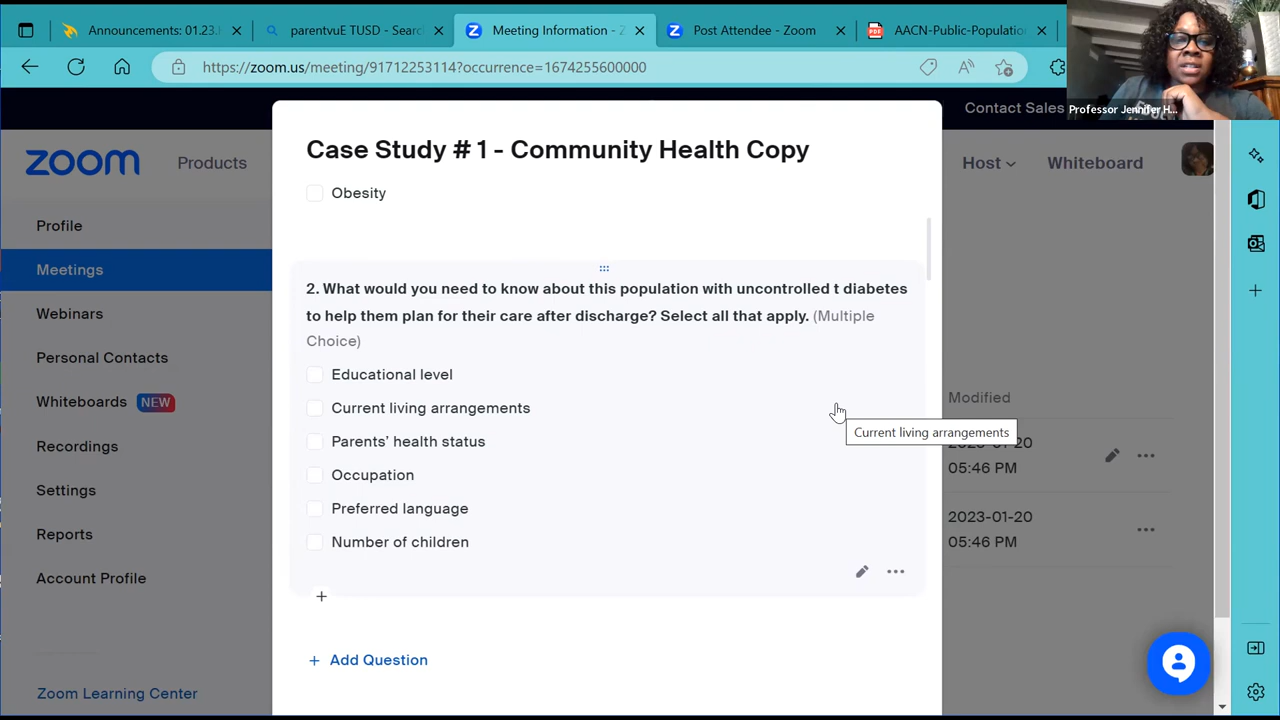 Announcements: 01.23.
parentvuE TUSD - Searc
Meeting Information -
Post Attendee - Zoom
AACN-Public-Population
https://zoom.us/meeting/91712253114?occurrence=1674255600000
Professor Jennifer H...
Contact Sales
zoom
Products
Host
Whiteboard
Profile
Meetings
Webinars
Personal Contacts
Whiteboards NEW
Recordings
Settings
Reports
Account Profile
Zoom Learning Center
Case Study # 1 - Community Health Copy
Obesity
2. What would you need to know about this population with uncontrolled t diabetes
to help them plan for their care after discharge? Select all that apply. (Multiple
Choice)
Educational level
Current living arrangements
Parents’ health status
Occupation
Preferred language
Number of children
Add Question
Current living arrangements
Modified
2023-01-20
05:46 PM
2023-01-20
05:46 PM